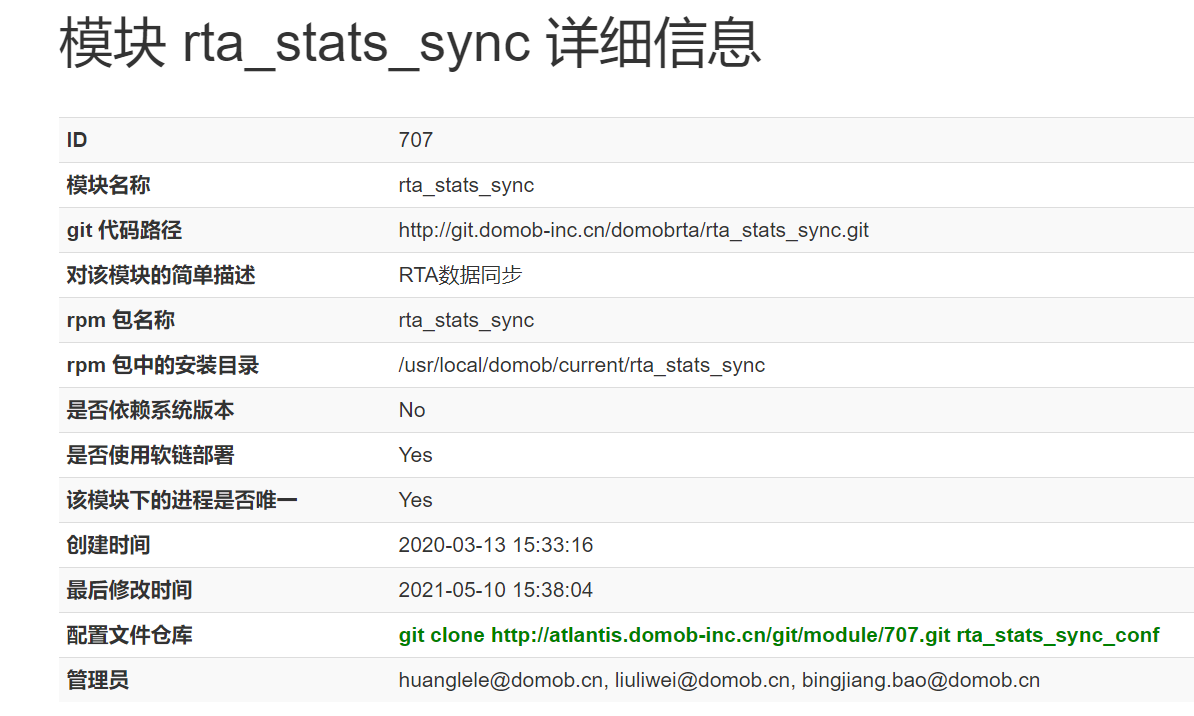 模块 rta_stats_sync 详细信息
ID 707
模块名称 rta_stats_sync
git 代码路径 http://git.domob-inc.cn/domobrta/rta_stats_sync.git
对该模块的简单描述 RTA数据同步
rpm 包名称 rta_stats_sync
rpm 包中的安装目录 /usr/local/domob/current/rta_stats_sync
是否依赖系统版本 No
是否使用软链部署 Yes
该模块下的进程是否唯一 Yes
创建时间 2020-03-13 15:33:16
最后修改时间 2021-05-10 15:38:04
配置文件仓库 git clone http://atlantis.domob-inc.cn/git/module/707.git rta_stats_sync_conf
管理员 huanglele@domob.cn, liuliwei@domob.cn, bingjiang.bao@domob.cn